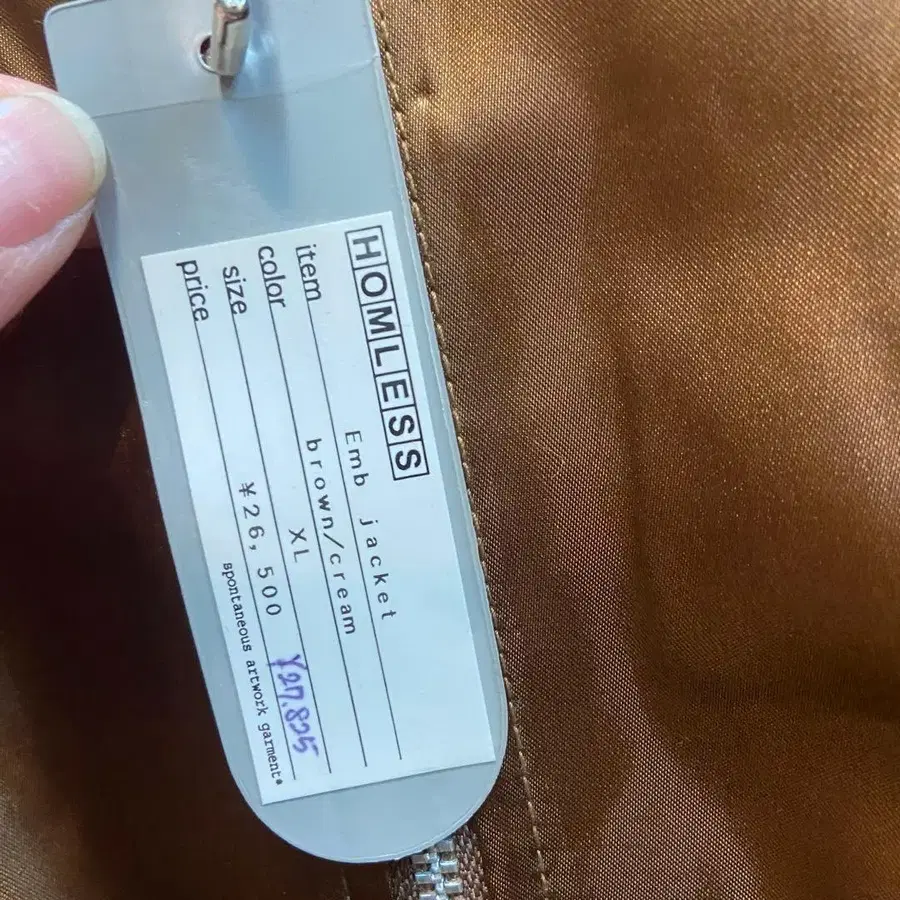 HOMLESS
item Emb jacket
color brown/cream
size XL
price ¥26,500 ¥27.825
spontaneous artwork garment•